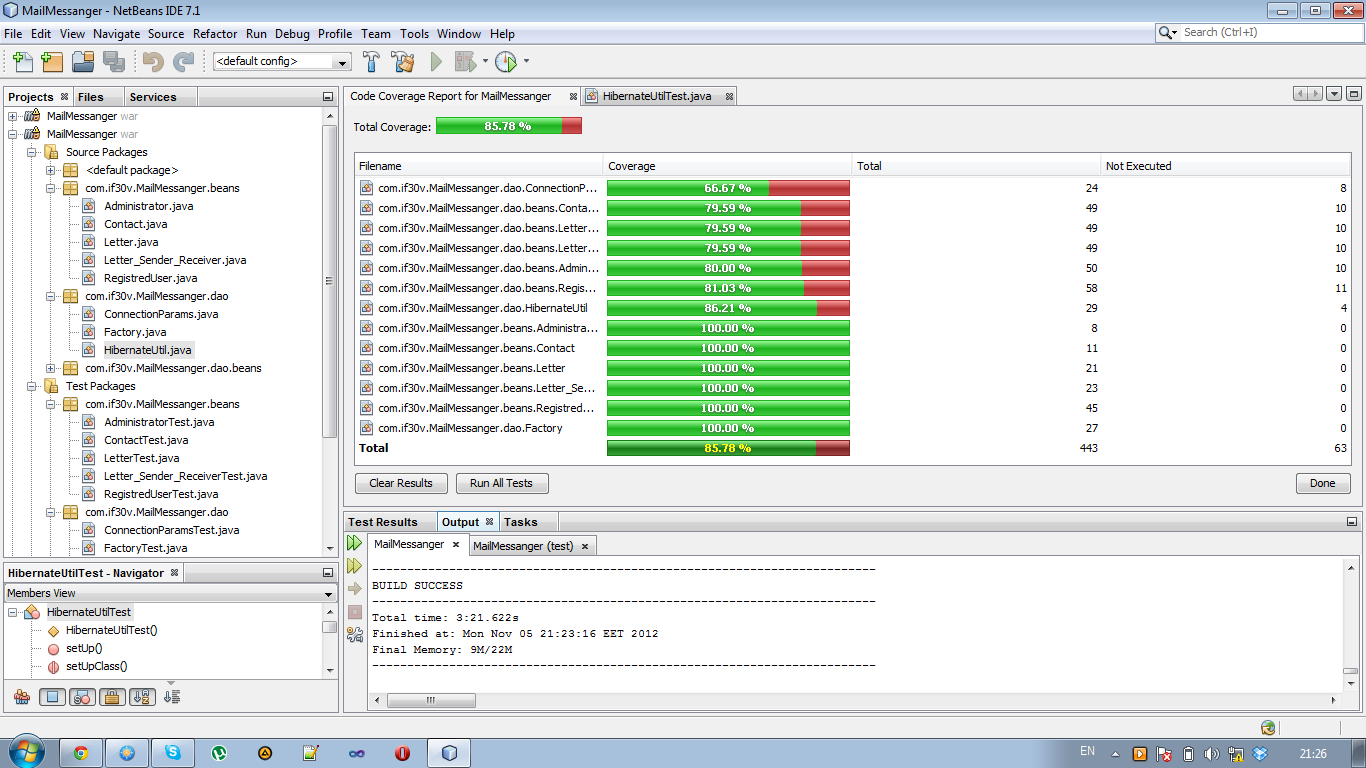 MailMessanger - NetBeans IDE 7.1
File Edit View Navigate Source Refactor Run Debug Profile Team Tools Window Help
Search (Ctrl+I)
<default config>
Projects Files Services
MailMessanger war
MailMessanger war
Source Packages
<default package>
com.if30v.MailMessanger.beans
Administrator.java
Contact.java
Letter.java
Letter_Sender_Receiver.java
RegistredUser.java
com.if30v.MailMessanger.dao
ConnectionParams.java
Factory.java
HibernateUtil.java
com.if30v.MailMessanger.dao.beans
Test Packages
com.if30v.MailMessanger.beans
AdministratorTest.java
ContactTest.java
LetterTest.java
Letter_Sender_ReceiverTest.java
RegistredUserTest.java
com.if30v.MailMessanger.dao
ConnectionParamsTest.java
FactoryTest.java
HibernateUtilTest - Navigator
Members View
HibernateUtilTest
HibernateUtilTest()
setUp()
setUpClass()
Code Coverage Report for MailMessanger HibernateUtilTest.java
Total Coverage: 85.78 %
Filename Coverage Total Not Executed
com.if30v.MailMessanger.dao.ConnectionP... 66.67 % 24 8
com.if30v.MailMessanger.dao.beans.Conta... 79.59 % 49 10
com.if30v.MailMessanger.dao.beans.Letter... 79.59 % 49 10
com.if30v.MailMessanger.dao.beans.Letter... 79.59 % 49 10
com.if30v.MailMessanger.dao.beans.Admin... 80.00 % 50 10
com.if30v.MailMessanger.dao.beans.Regis... 81.03 % 58 11
com.if30v.MailMessanger.dao.HibernateUtil 86.21 % 29 4
com.if30v.MailMessanger.beans.Administra... 100.00 % 8 0
com.if30v.MailMessanger.beans.Contact 100.00 % 11 0
com.if30v.MailMessanger.beans.Letter 100.00 % 21 0
com.if30v.MailMessanger.beans.Letter_Se... 100.00 % 23 0
com.if30v.MailMessanger.beans.Registred... 100.00 % 45 0
com.if30v.MailMessanger.dao.Factory 100.00 % 27 0
Total 85.78 % 443 63
Clear Results Run All Tests Done
Test Results Output Tasks
MailMessanger MailMessanger (test)
------------------------------------------------------------------------
BUILD SUCCESS
------------------------------------------------------------------------
Total time: 3:21.622s
Finished at: Mon Nov 05 21:23:16 EET 2012
Final Memory: 9M/22M
------------------------------------------------------------------------
EN 21:26